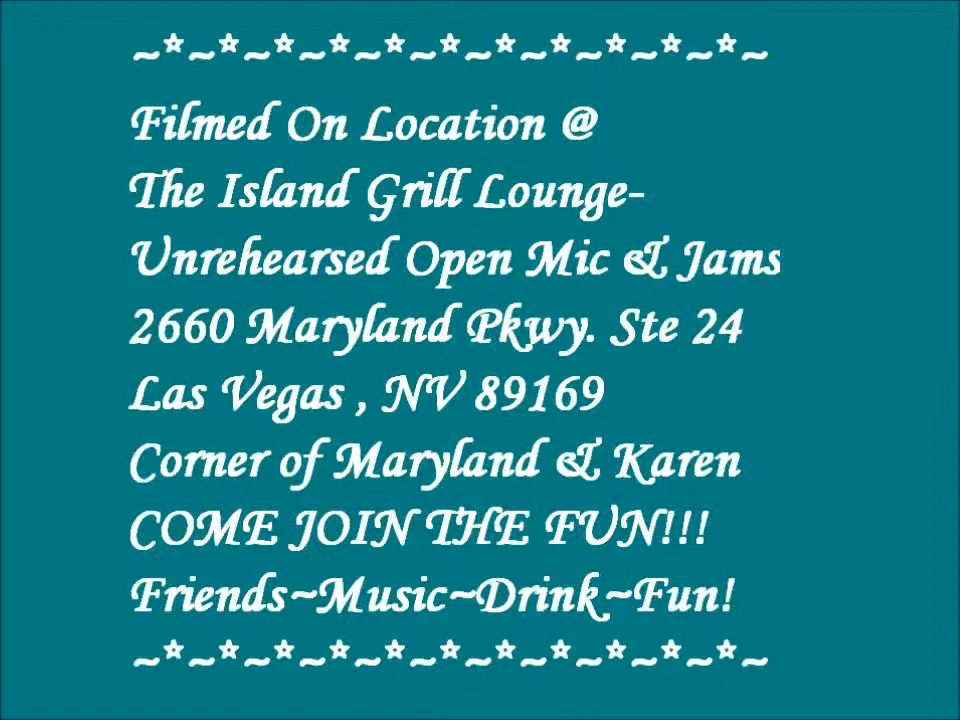 ~*~*~*~*~*~*~*~*~*~*~*~
Filmed On Location @
The Island Grill Lounge-
Unrehearsed Open Mic & Jams
2660 Maryland Pkwy. Ste 24
Las Vegas , NV 89169
Corner of Maryland & Karen
COME JOIN THE FUN!!!
Friends~Music~Drink~Fun!
~*~*~*~*~*~*~*~*~*~*~*~